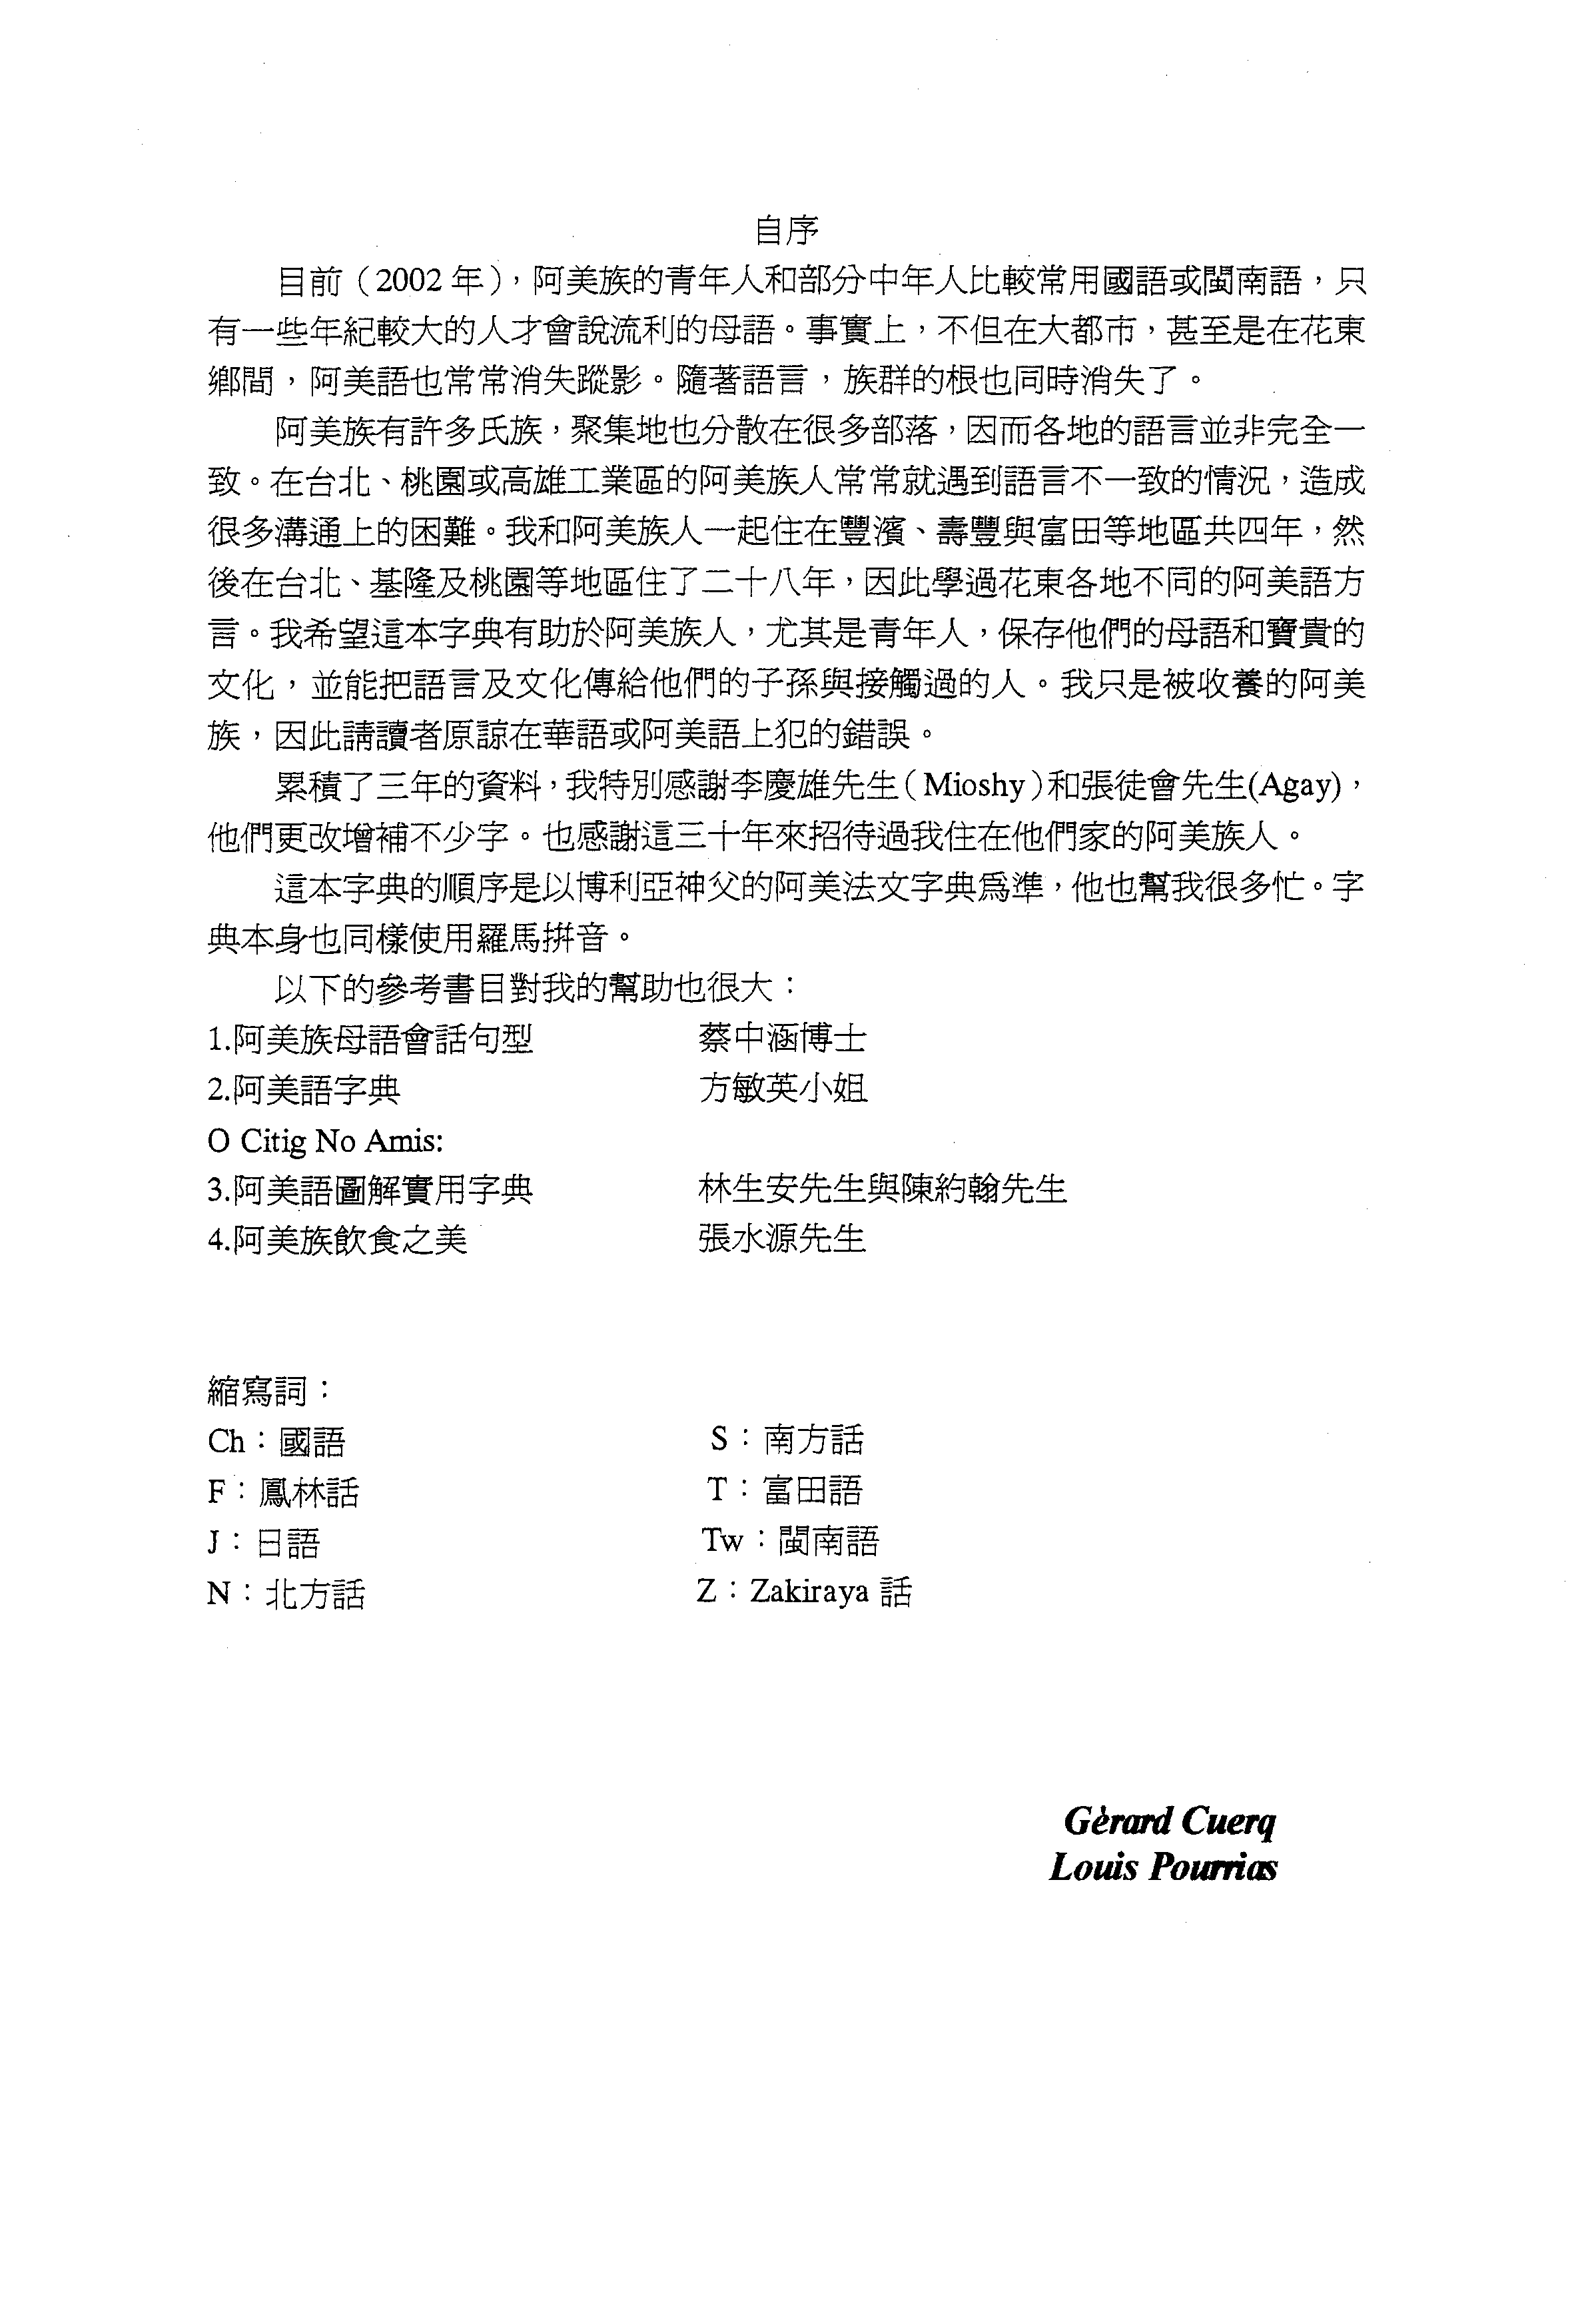 自序
目前（2002 年），阿美族的青年人和部分中年人比較常用國語或閩南語，只
有一些年紀較大的人才會說流利的母語。事實上，不但在大都市，甚至是在花東
鄉間，阿美語也常常消失蹤影。隨著語言，族群的根也同時消失了。
阿美族有許多氏族，聚集地也分散在很多部落，因而各地的語言並非完全一
致。在台北、桃園或高雄工業區的阿美族人常常就遇到語言不一致的情況，造成
很多溝通上的困難。我和阿美族人一起住在豐濱、壽豐與富田等地區共四年，然
後在台北、基隆及桃園等地區住了二十八年，因此學過花東各地不同的阿美語方
言。我希望這本字典有助於阿美族人，尤其是青年人，保存他們的母語和寶貴的
文化，並能把語言及文化傳給他們的子孫與接觸過的人。我只是被收養的阿美
族，因此請讀者原諒在華語或阿美語上犯的錯誤。
累積了三年的資料，我特別感謝李慶雄先生（Mioshy）和張徒會先生(Agay)，
他們更改增補不少字。也感謝這三十年來招待過我住在他們家的阿美族人。
這本字典的順序是以博利亞神父的阿美法文字典為準，他也幫我很多忙。字
典本身也同樣使用羅馬拼音。
以下的參考書目對我的幫助也很大：
1.阿美族母語會話句型 蔡中涵博士
2.阿美語字典 方敏英小姐
O Citig No Amis:
3.阿美語圖解實用字典 林生安先生與陳約翰先生
4.阿美族飲食之美 張水源先生
縮寫詞：
Ch：國語 S：南方話
F：鳳林話 T：富田語
J：日語 Tw：閩南語
N：北方話 Z：Zakiraya 話
Gèrard Cuerq
Louis Pourrias